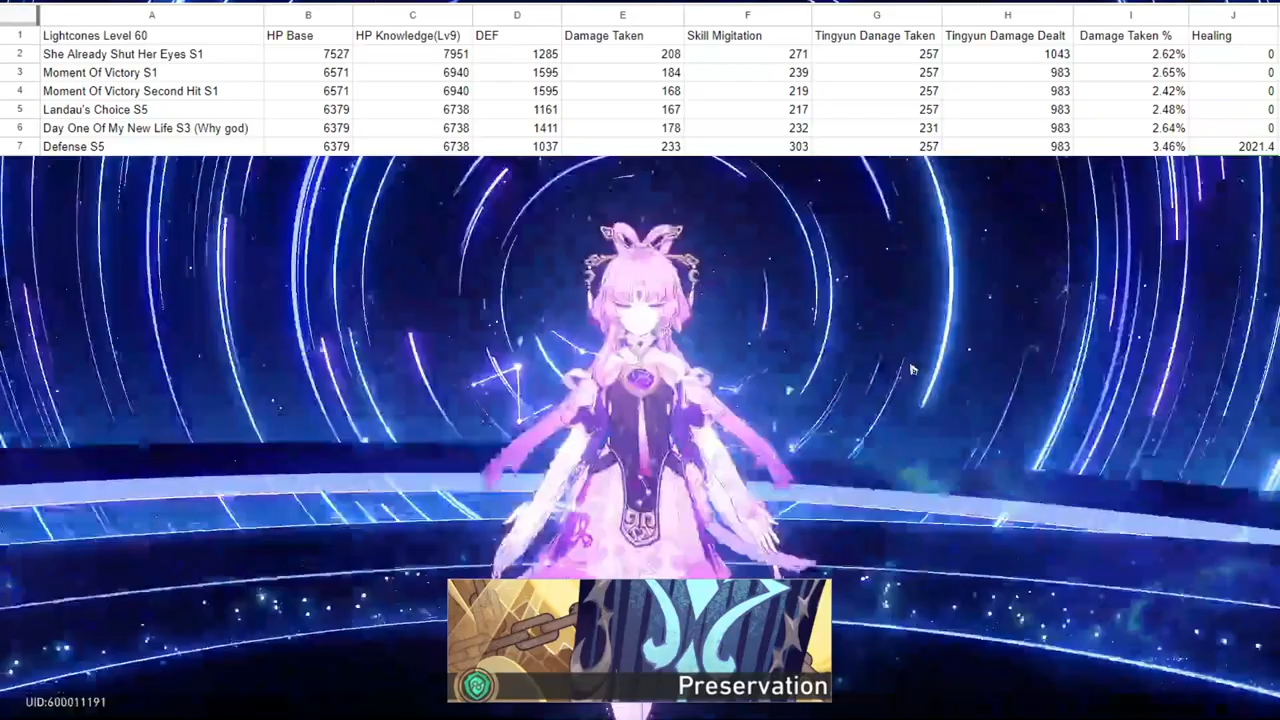 A B C D E F G H I J
1 Lightcones Level 60 HP Base HP Knowledge(Lv9) DEF Damage Taken Skill Migitation Tingyun Danage Taken Tingyun Damage Dealt Damage Taken % Healing
2 She Already Shut Her Eyes S1 7527 7951 1285 208 271 257 1043 2.62% 0
3 Moment Of Victory S1 6571 6940 1595 184 239 257 983 2.65% 0
4 Moment Of Victory Second Hit S1 6571 6940 1595 168 219 257 983 2.42% 0
5 Landau's Choice S5 6379 6738 1161 167 217 257 983 2.48% 0
6 Day One Of My New Life S3 (Why god) 6379 6738 1411 178 232 231 983 2.64% 0
7 Defense S5 6379 6738 1037 233 303 257 983 3.46% 2021.4
Preservation
UID:600011191